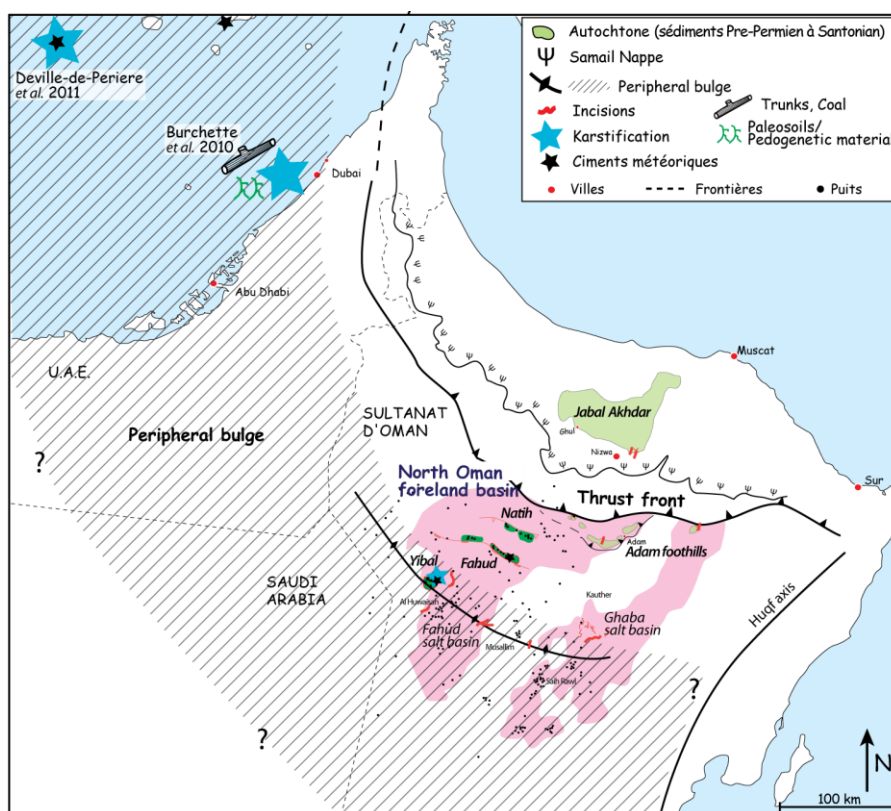 Deville-de-Periere
et al. 2011
Burchette
et al. 2010
Dubai
Abu Dhabi
U.A.E.
Peripheral bulge
?
?
?
SULTANAT
D'OMAN
SAUDI
ARABIA
North Oman
foreland basin
Thrust front
Jabal Akhdar
Ghul
Nizwa
Muscat
Sur
Natih
Fahud
Yibal
Adam
Adam foothills
Al Huwaisah
Fahud
salt basin
Musallim
Kauther
Ghaba
salt basin
Saih Rawl
Huqf axis
Autochtone (sédiments Pre-Permien à Santonian)
Ψ Samail Nappe
Peripheral bulge
Incisions
Trunks, Coal
Karstification
Paleosoils/
Pedogenetic material
Ciments météoriques
Villes
Frontières
Puits
N
100 km